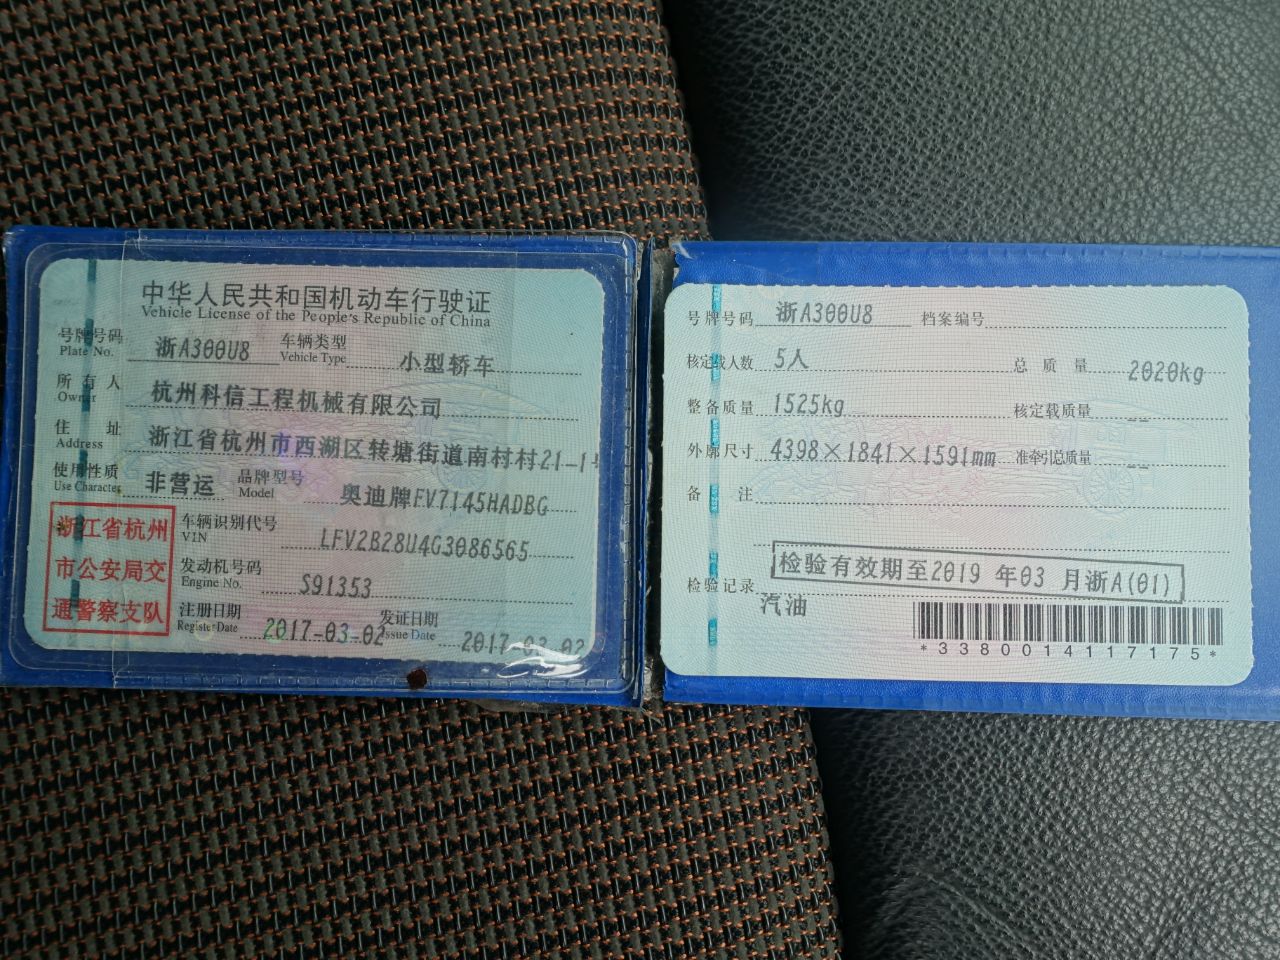 中华人民共和国机动车行驶证
Vehicle License of the People's Republic of China
号牌号码 浙A300U8 车辆类型 小型轿车
Plate No. Vehicle Type
所有人 杭州科信工程机械有限公司
Owner
住址 浙江省杭州市西湖区转塘街道南村村21-1
Address
使用性质 非营运 品牌型号 奥迪牌FV7145HADBG
Use Character Model
浙江省杭州
市公安局交
通警察支队
车辆识别代号 LFV2B28U4G3086565
VIN
发动机号码 S91353
Engine No.
注册日期 2017-03-02 发证日期 2017-03-02
Register Date Issue Date
号牌号码 浙A300U8 档案编号
核定载人数 5人 总质量 2020kg
整备质量 1525kg 核定载质量 --
外廓尺寸 4398×1841×1591mm 准牵引总质量 --
备注
检验有效期至2019 年03 月浙A(01)
检验记录
汽油
*3380014117175*